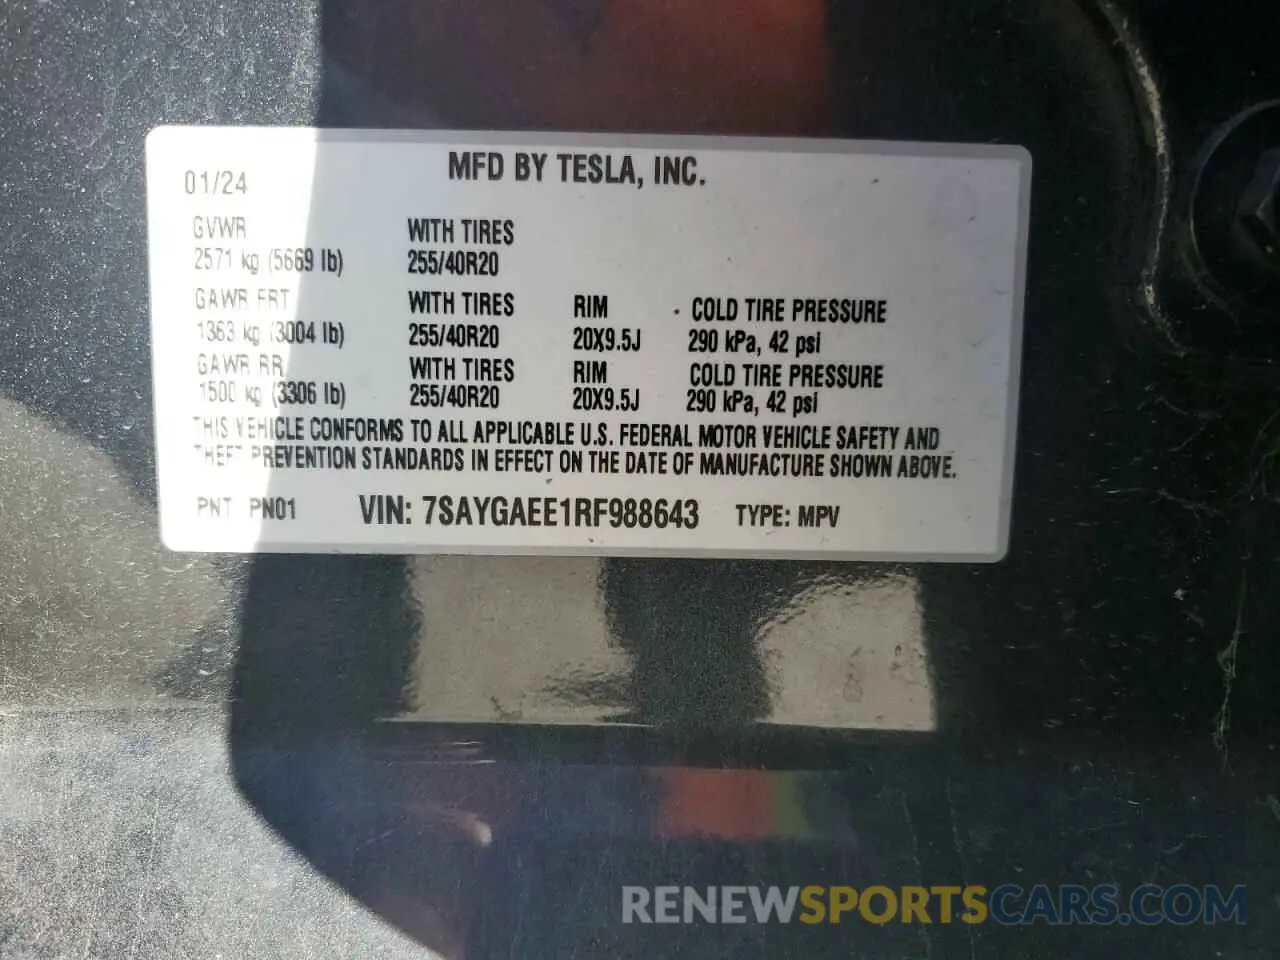 MFD BY TESLA, INC.
01/24
GVWR WITH TIRES
2571 kg (5669 lb) 255/40R20
GAWR FRT WITH TIRES RIM COLD TIRE PRESSURE
1363 kg (3004 lb) 255/40R20 20X9.5J 290 kPa, 42 psi
GAWR RR WITH TIRES RIM COLD TIRE PRESSURE
1500 kg (3306 lb) 255/40R20 20X9.5J 290 kPa, 42 psi
THIS VEHICLE CONFORMS TO ALL APPLICABLE U.S. FEDERAL MOTOR VEHICLE SAFETY AND
THEFT PREVENTION STANDARDS IN EFFECT ON THE DATE OF MANUFACTURE SHOWN ABOVE.
PNT PN01 VIN: 7SAYGAEE1RF988643 TYPE: MPV
RENEWSPORTSCARS.COM